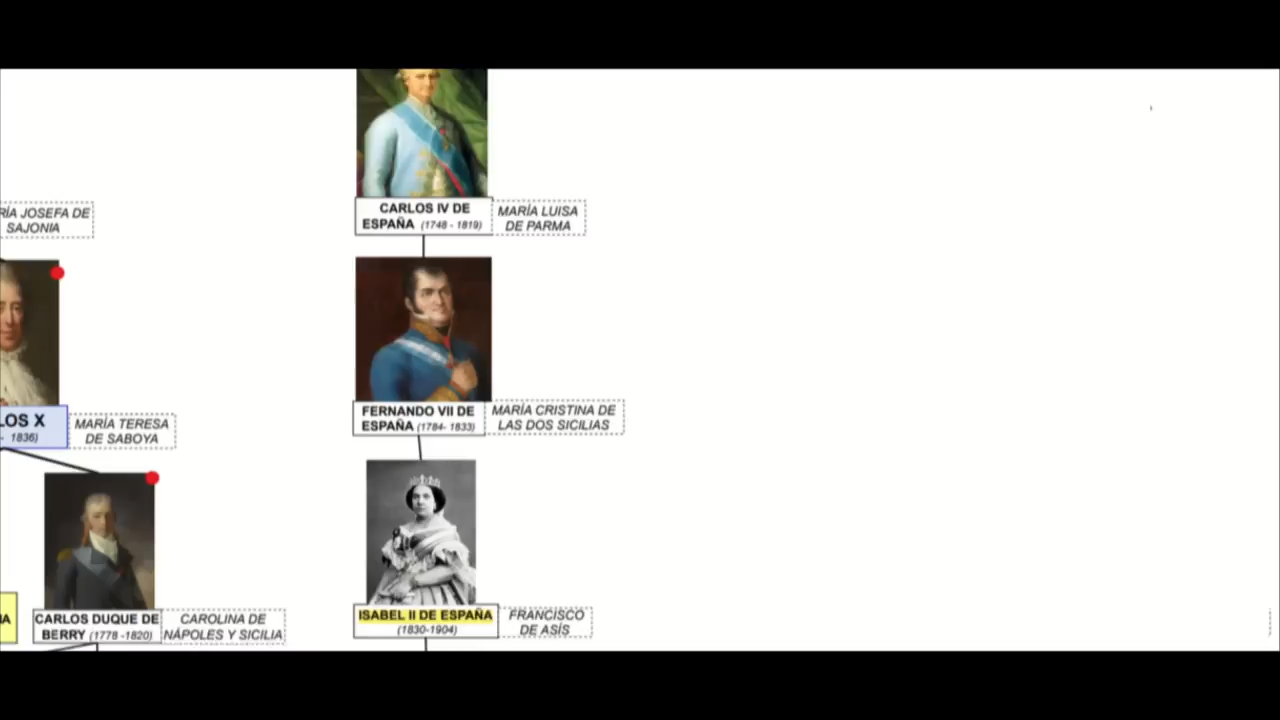 CARLOS IV DE
ESPAÑA (1748 - 1819)
MARÍA LUISA
DE PARMA
RÍA JOSEFA DE
SAJONIA
FERNANDO VII DE
ESPAÑA (1784- 1833)
MARÍA CRISTINA DE
LAS DOS SICILIAS
LOS X
- 1836)
MARÍA TERESA
DE SABOYA
ISABEL II DE ESPAÑA
(1830-1904)
FRANCISCO
DE ASÍS
CARLOS DUQUE DE
BERRY (1778 -1820)
CAROLINA DE
NÁPOLES Y SICILIA